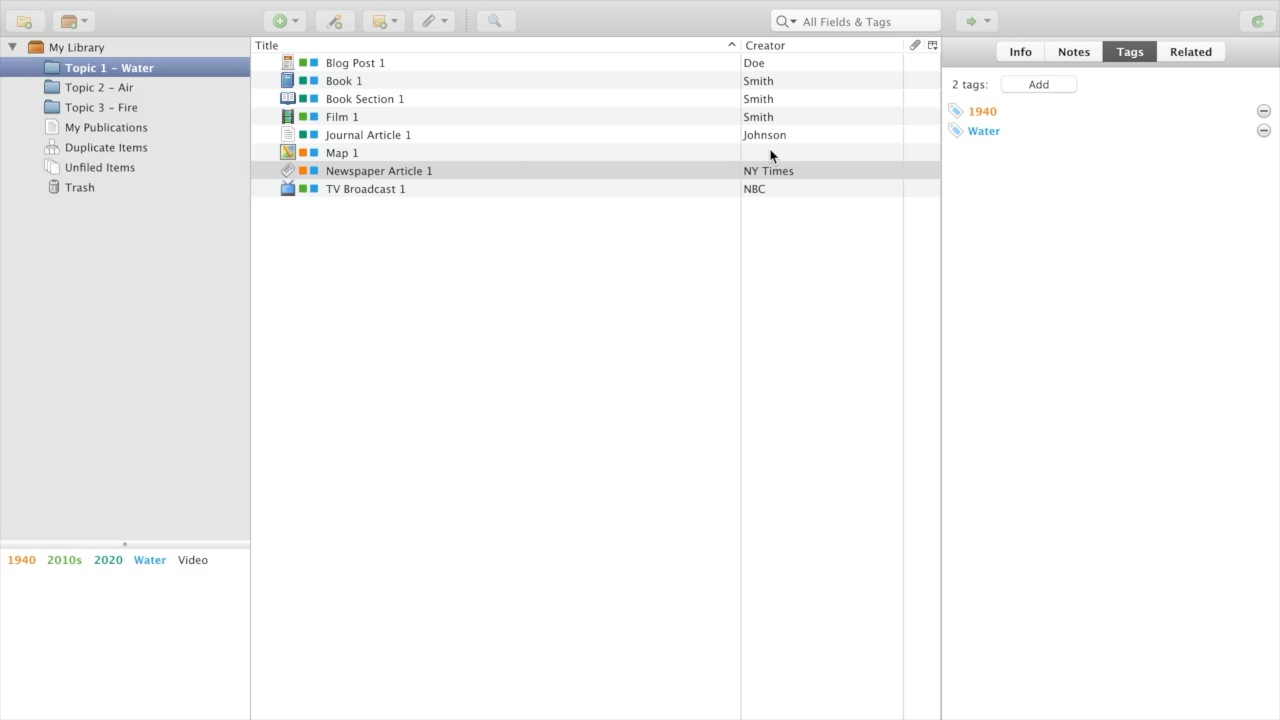 All Fields & Tags
My Library
Topic 1 – Water
Topic 2 – Air
Topic 3 – Fire
My Publications
Duplicate Items
Unfiled Items
Trash
1940 2010s 2020 Water Video
Title Creator
Blog Post 1 Doe
Book 1 Smith
Book Section 1 Smith
Film 1 Smith
Journal Article 1 Johnson
Map 1
Newspaper Article 1 NY Times
TV Broadcast 1 NBC
Info Notes Tags Related
2 tags: Add
1940
Water